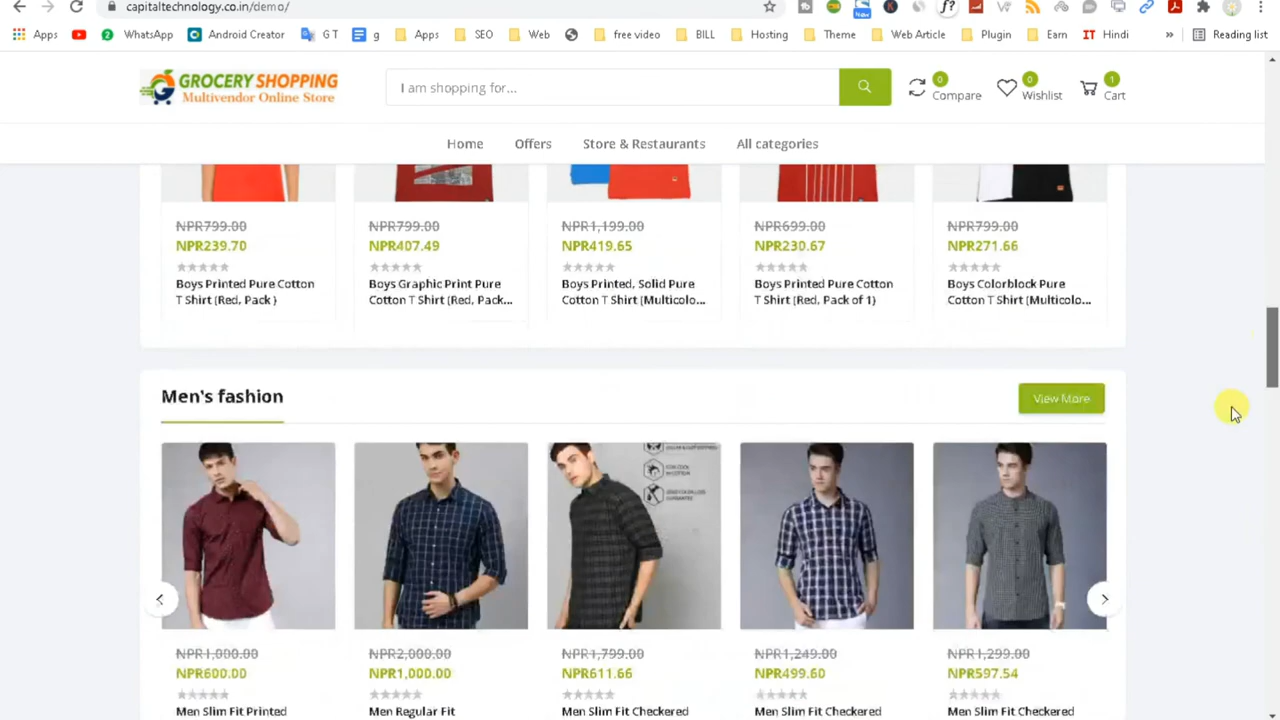 capitaltechnology.co.in/demo/
Apps WhatsApp Android Creator G T g Apps SEO Web free video BILL Hosting Theme Web Article Plugin Earn IT Hindi » Reading list
GROCERY SHOPPING
Multivendor Online Store
I am shopping for...
0
Compare
0
Wishlist
1
Cart
Home Offers Store & Restaurants All categories
NPR799.00 NPR799.00 NPR1,199.00 NPR699.00 NPR799.00
NPR239.70 NPR407.49 NPR419.65 NPR230.67 NPR271.66
Boys Printed Pure Cotton Boys Graphic Print Pure Boys Printed, Solid Pure Boys Printed Pure Cotton Boys Colorblock Pure
T Shirt (Red, Pack ) Cotton T Shirt (Red, Pack... Cotton T Shirt (Multicolo... T Shirt (Red, Pack of 1) Cotton T Shirt (Multicolo...
Men's fashion View More
NPR1,000.00 NPR2,000.00 NPR1,799.00 NPR1,249.00 NPR1,299.00
NPR600.00 NPR1,000.00 NPR611.66 NPR499.60 NPR597.54
Men Slim Fit Printed Men Regular Fit Men Slim Fit Checkered Men Slim Fit Checkered Men Slim Fit Checkered